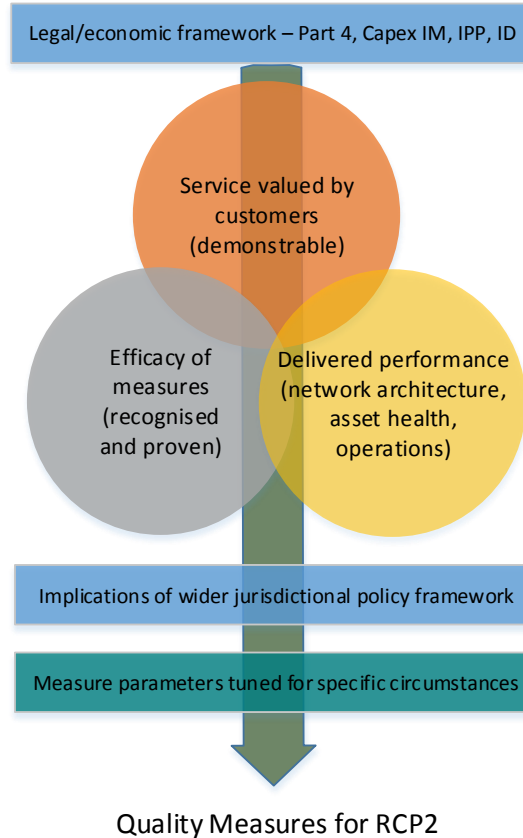 Legal/economic framework – Part 4, Capex IM, IPP, ID
Service valued by
customers
(demonstrable)
Efficacy of
measures
(recognised
and proven)
Delivered performance
(network architecture,
asset health,
operations)
Implications of wider jurisdictional policy framework
Measure parameters tuned for specific circumstances
Quality Measures for RCP2